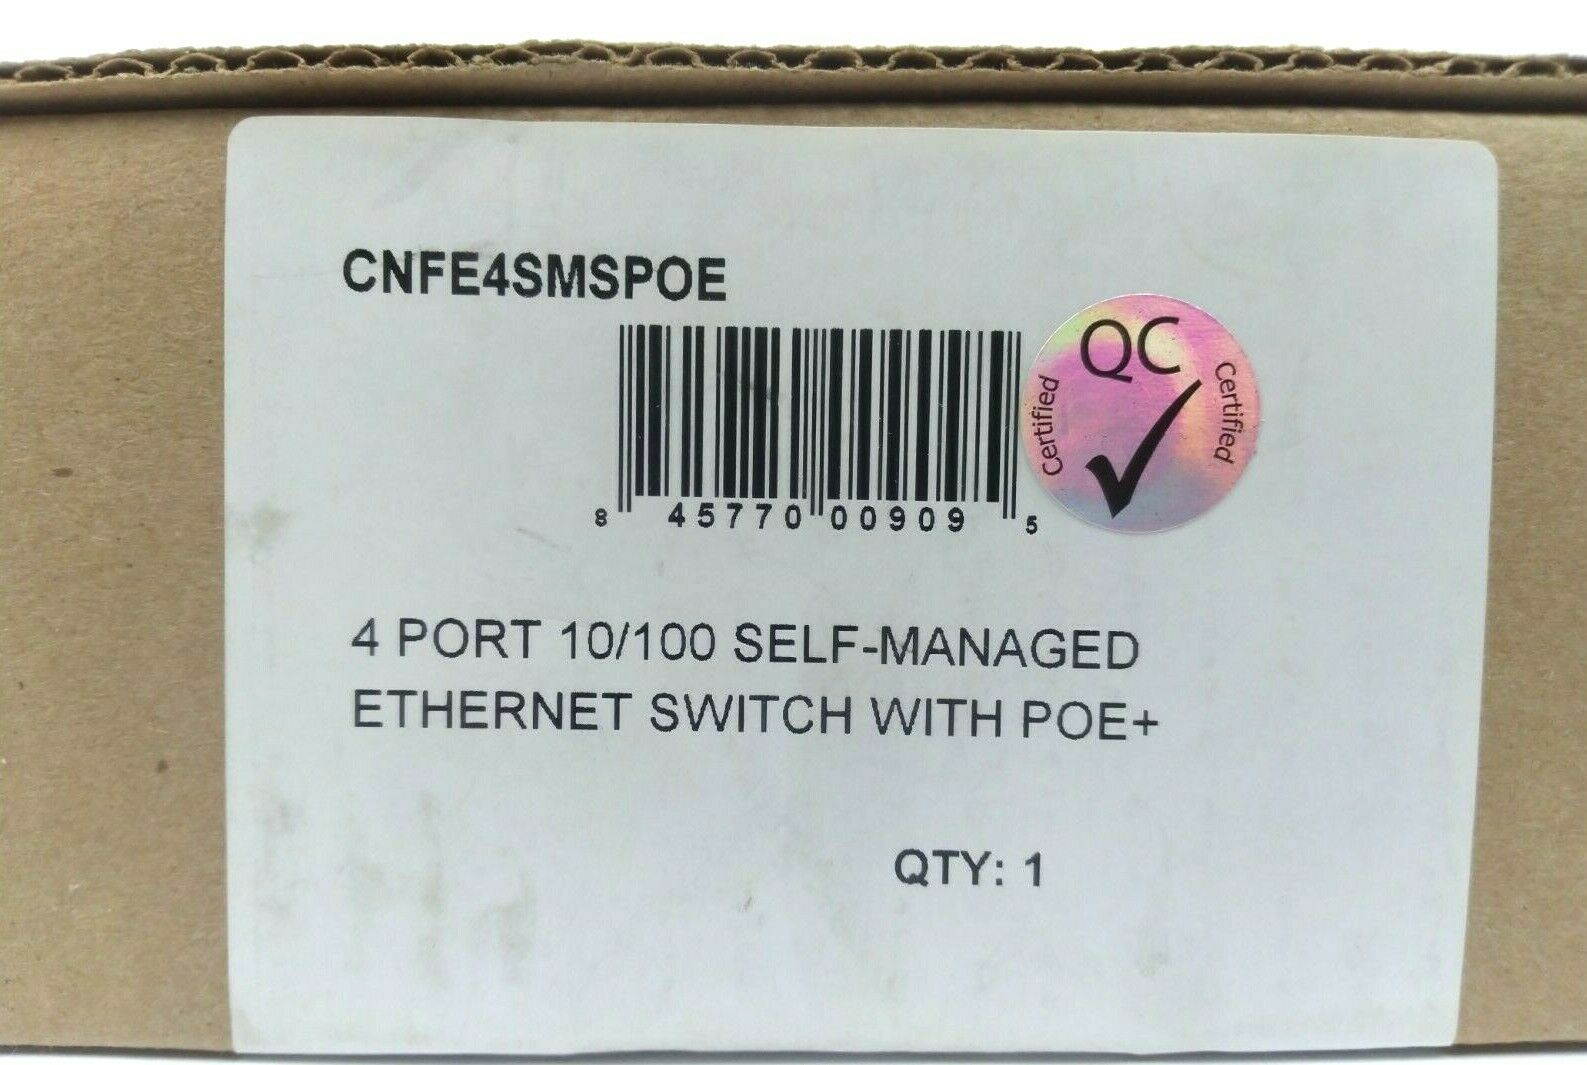 CNFE4SMSPOE
QC
Certified
Certified
8 45770 00909 5
4 PORT 10/100 SELF-MANAGED
ETHERNET SWITCH WITH POE+
QTY: 1